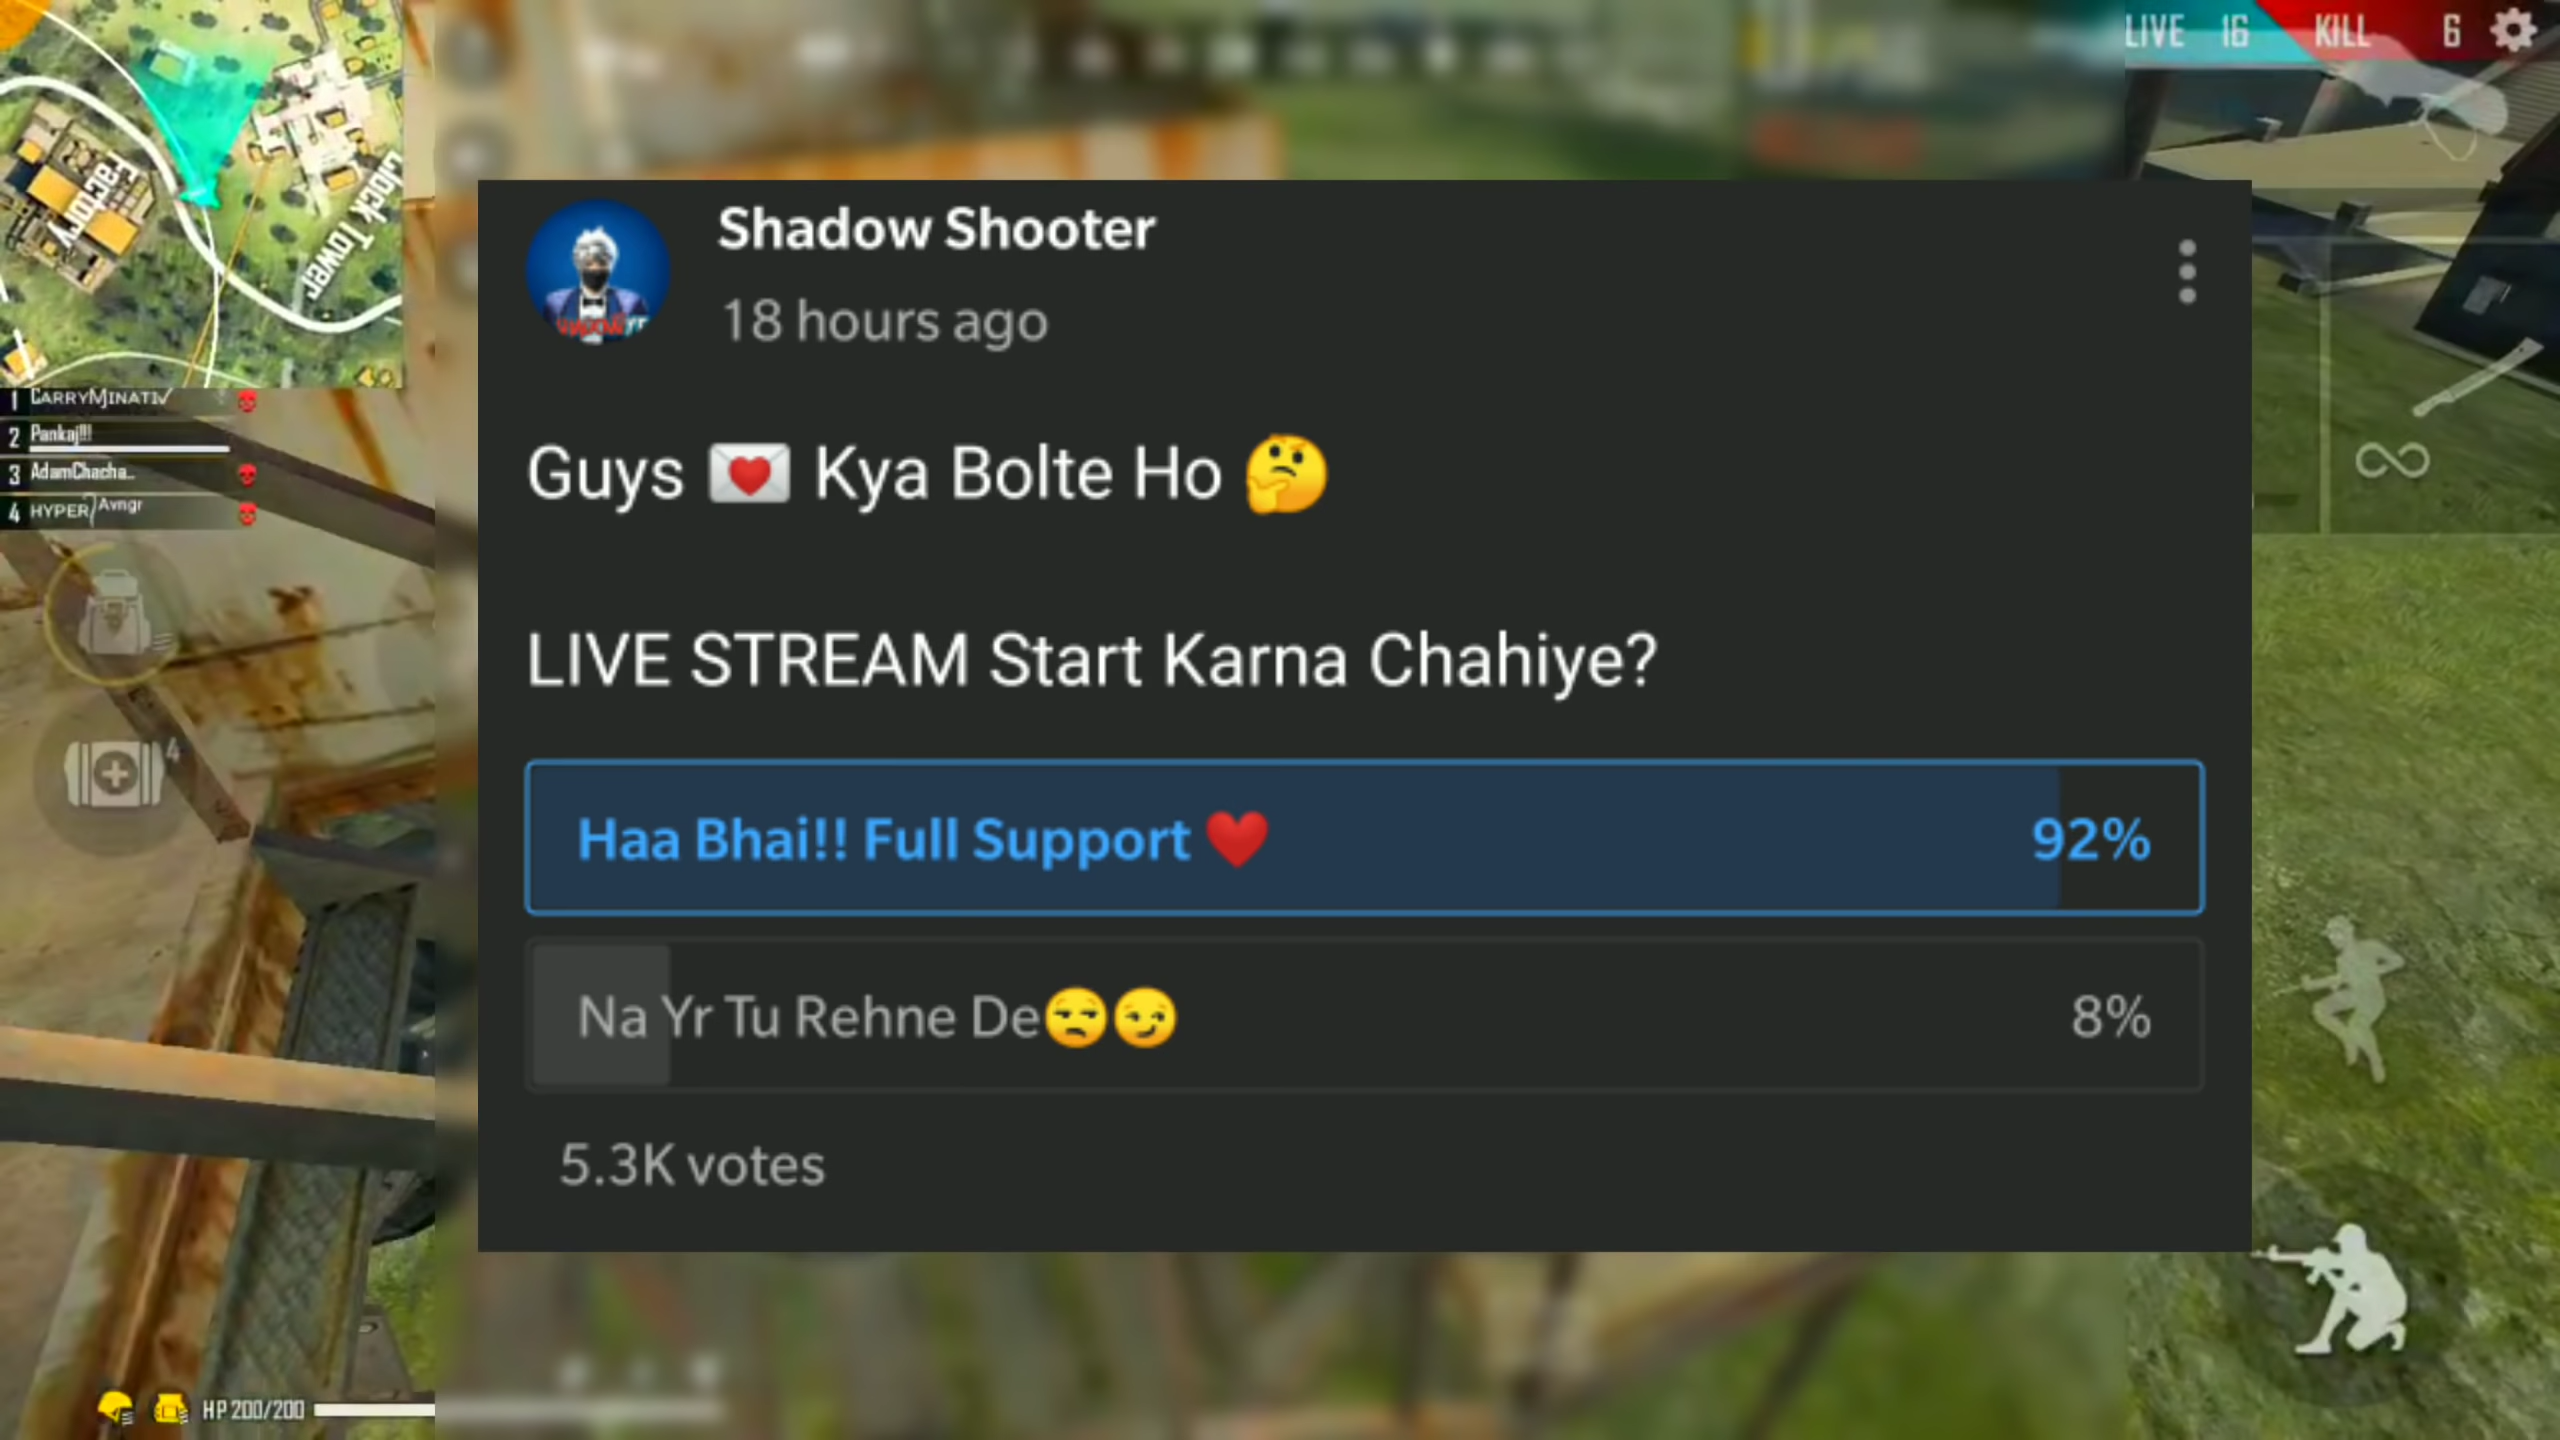 LIVE 16 KILL 6
Factory
Clock Tower
1 CARRYMINATI
2 Pankaj!!!
3 AdamChacha..
4 HYPER Avngr
Shadow Shooter
18 hours ago
Guys 💌 Kya Bolte Ho 🤔
LIVE STREAM Start Karna Chahiye?
Haa Bhai!! Full Support ❤️ 92%
Na Yr Tu Rehne De😒😏 8%
5.3K votes
4
HP 200/200